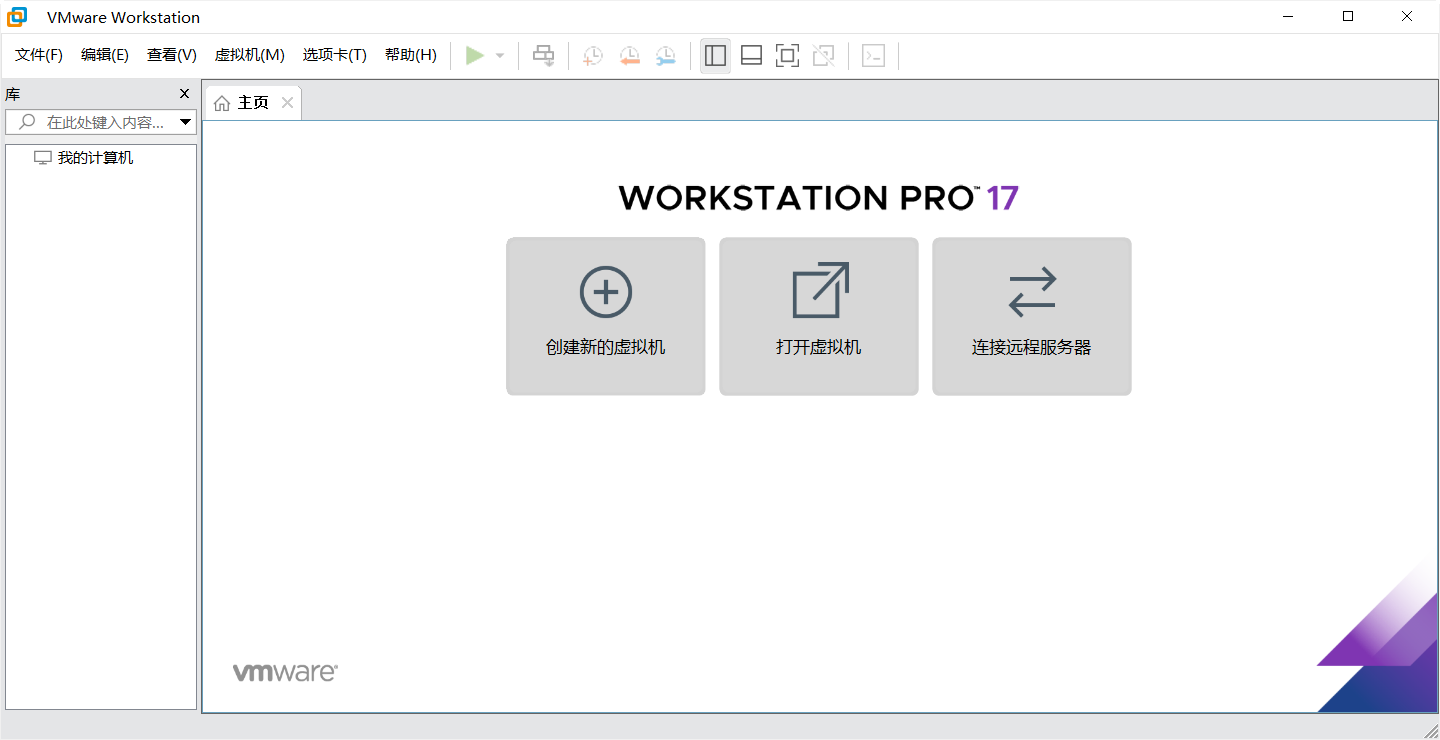 VMware Workstation
文件(F) 编辑(E) 查看(V) 虚拟机(M) 选项卡(T) 帮助(H)
库
主页
在此处键入内容...
我的计算机
WORKSTATION PRO™ 17
创建新的虚拟机
打开虚拟机
连接远程服务器
vmware®